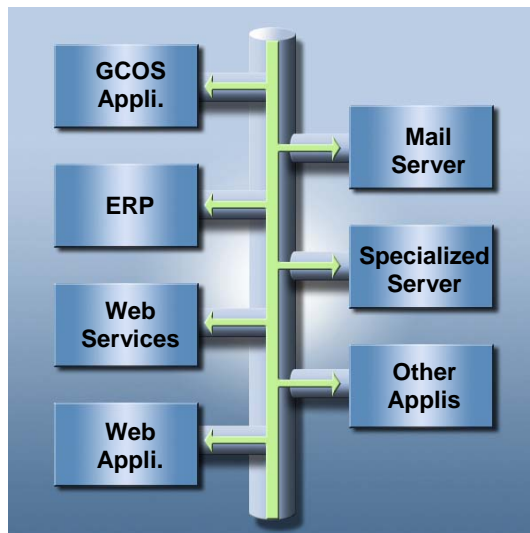 GCOS
Appli.
ERP
Web
Services
Web
Appli.
Mail
Server
Specialized
Server
Other
Applis